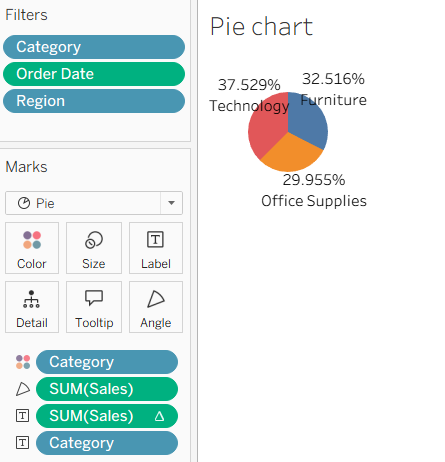 Filters
Category
Order Date
Region
Marks
Pie
Color
Size
Label
Detail
Tooltip
Angle
Category
SUM(Sales)
SUM(Sales)
Category
Pie chart
37.529%
Technology
32.516%
Furniture
29.955%
Office Supplies